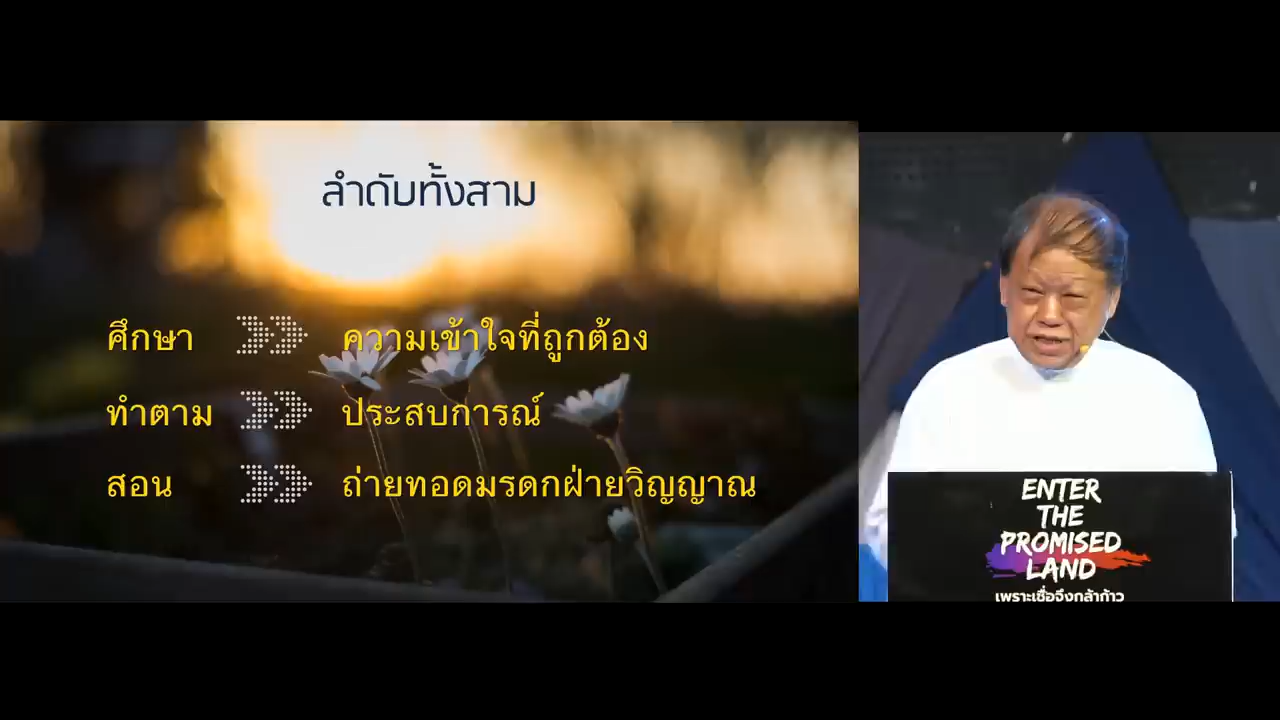 ลำดับทั้งสาม
ศึกษา ความเข้าใจที่ถูกต้อง
ทำตาม ประสบการณ์
สอน ถ่ายทอดมรดกฝ่ายวิญญาณ
ENTER
THE
PROMISED
LAND
เพราะเชื่อจึงกล้าก้าว